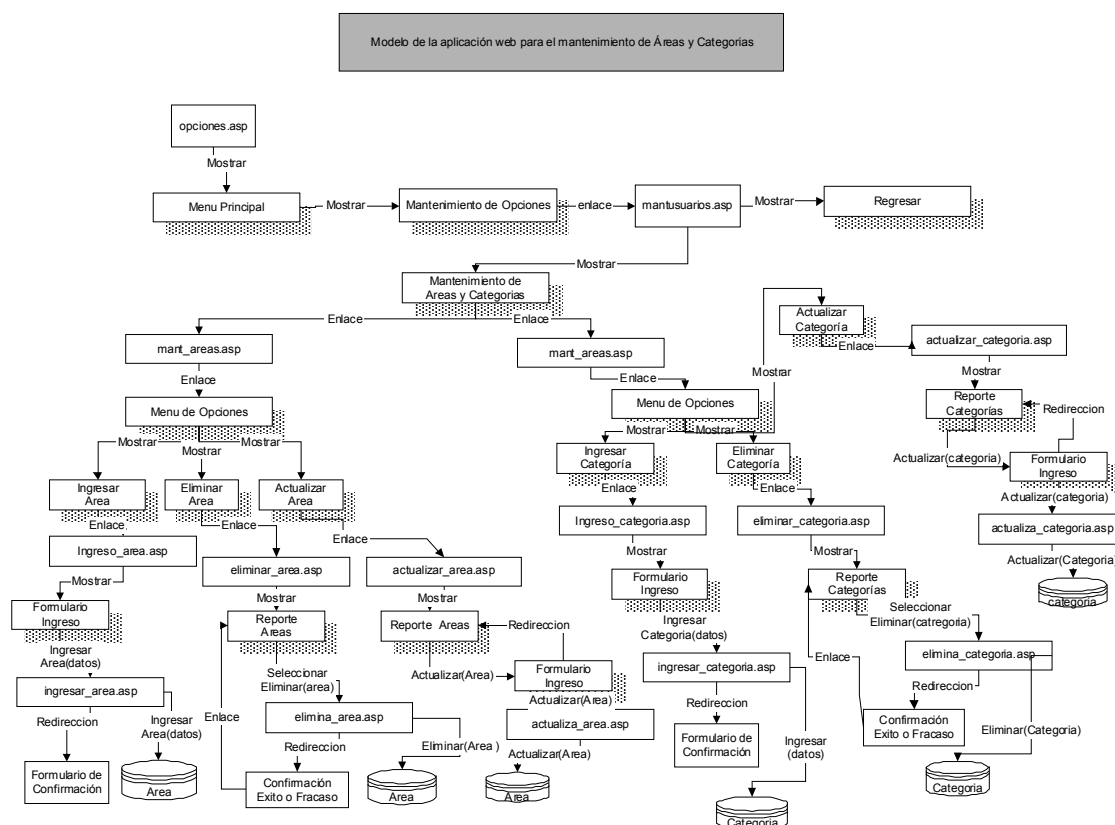 Modelo de la aplicación web para el mantenimiento de Áreas y Categorias
opciones.asp
Mostrar
Menu Principal
Mostrar
Mantenimiento de Opciones
enlace
mantusuarios.asp
Mostrar
Regresar
Mostrar
Mantenimiento de
Areas y Categorias
Enlace
Enlace
mant_areas.asp
Enlace
Menu de Opciones
Mostrar
Mostrar
Mostrar
Ingresar
Area
Eliminar
Area
Actualizar
Area
Enlace
Enlace
Enlace
Ingreso_area.asp
eliminar_area.asp
actualizar_area.asp
Mostrar
Mostrar
Mostrar
Formulario
Ingreso
Reporte
Areas
Reporte Areas
Redireccion
Ingresar
Area(datos)
Seleccionar
Eliminar(area)
Actualizar(Area)
Formulario
Ingreso
Actualizar(Area)
ingresar_area.asp
Enlace
elimina_area.asp
actualiza_area.asp
Redireccion
Ingresar
Area(datos)
Redireccion
Eliminar(Area )
Actualizar(Area)
Formulario de
Confirmación
Area
Confirmación
Exito o Fracaso
Area
Area
mant_areas.asp
Enlace
Menu de Opciones
Mostrar
Mostrar
Mostrar
Ingresar
Categoría
Eliminar
Categoría
Actualizar
Categoría
Enlace
Enlace
Enlace
Ingreso_categoria.asp
eliminar_categoria.asp
actualizar_categoria.asp
Mostrar
Mostrar
Mostrar
Formulario
Ingreso
Reporte
Categorías
Reporte
Categorías
Redireccion
Actualizar(categoria)
Formulario
Ingreso
Actualizar(categoria)
actualiza_categoria.asp
Actualizar(Categoria)
categoria
Ingresar
Categoria(datos)
Seleccionar
Eliminar(categoria)
ingresar_categoria.asp
Enlace
elimina_categoria.asp
Redireccion
Redireccion
Formulario de
Confirmación
Ingresar
(datos)
Confirmación
Exito o Fracaso
Eliminar(Categoria)
Categoria
Categoria